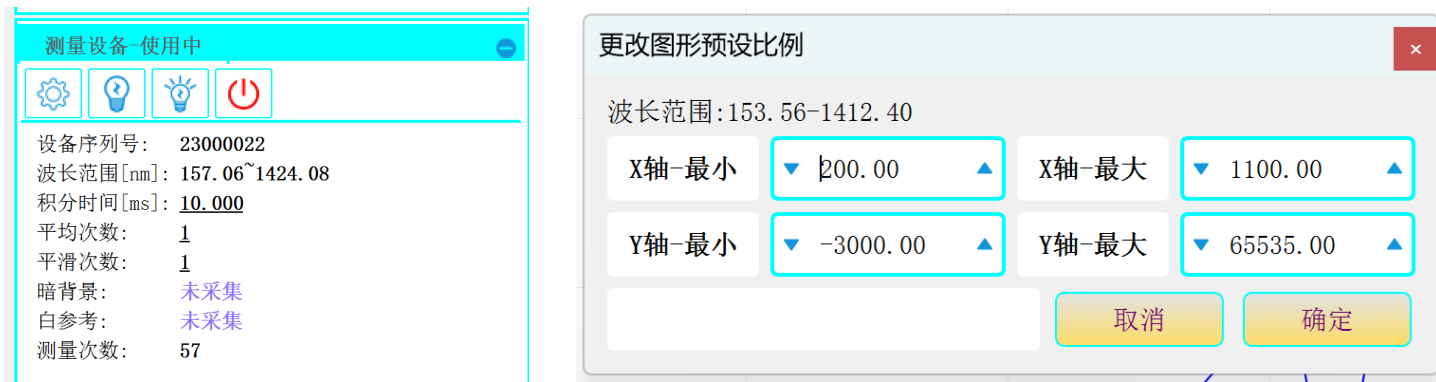 测量设备-使用中
设备序列号: 23000022
波长范围[nm]: 157.06~1424.08
积分时间[ms]: 10.000
平均次数: 1
平滑次数: 1
暗背景: 未采集
白参考: 未采集
测量次数: 57
更改图形预设比例
波长范围:153.56-1412.40
X轴-最小 200.00 X轴-最大 1100.00
Y轴-最小 -3000.00 Y轴-最大 65535.00
取消 确定